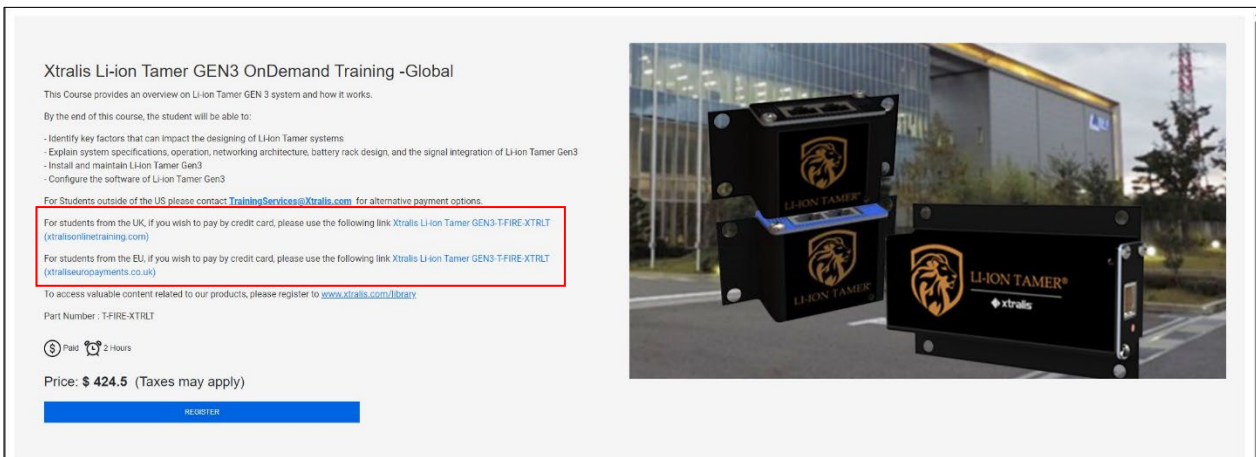 Xtralis Li-ion Tamer GEN3 OnDemand Training -Global
This Course provides an overview on Li-ion Tamer GEN 3 system and how it works.
By the end of this course, the student will be able to:
- Identify key factors that can impact the designing of Li-Ion Tamer systems
- Explain system specifications, operation, networking architecture, battery rack design, and the signal integration of Li-Ion Tamer Gen3
- Install and maintain Li-Ion Tamer Gen3
- Configure the software of Li-Ion Tamer Gen3
For Students outside of the US please contact TrainingServices@Xtralis.com for alternative payment options.
For students from the UK, if you wish to pay by credit card, please use the following link Xtralis Li-Ion Tamer GEN3-T-FIRE-XTRLT
(xtralisonlinetraining.com)
For students from the EU, if you wish to pay by credit card, please use the following link Xtralis Li-Ion Tamer GEN3-T-FIRE-XTRLT
(xtraliseuropayments.co.uk)
To access valuable content related to our products, please register to www.xtralis.com/library
Part Number : T-FIRE-XTRLT
Paid 2 Hours
Price: $ 424.5 (Taxes may apply)
REGISTER
LI-ION TAMER
LI-ION TAMER
LI-ION TAMER®
xtralis